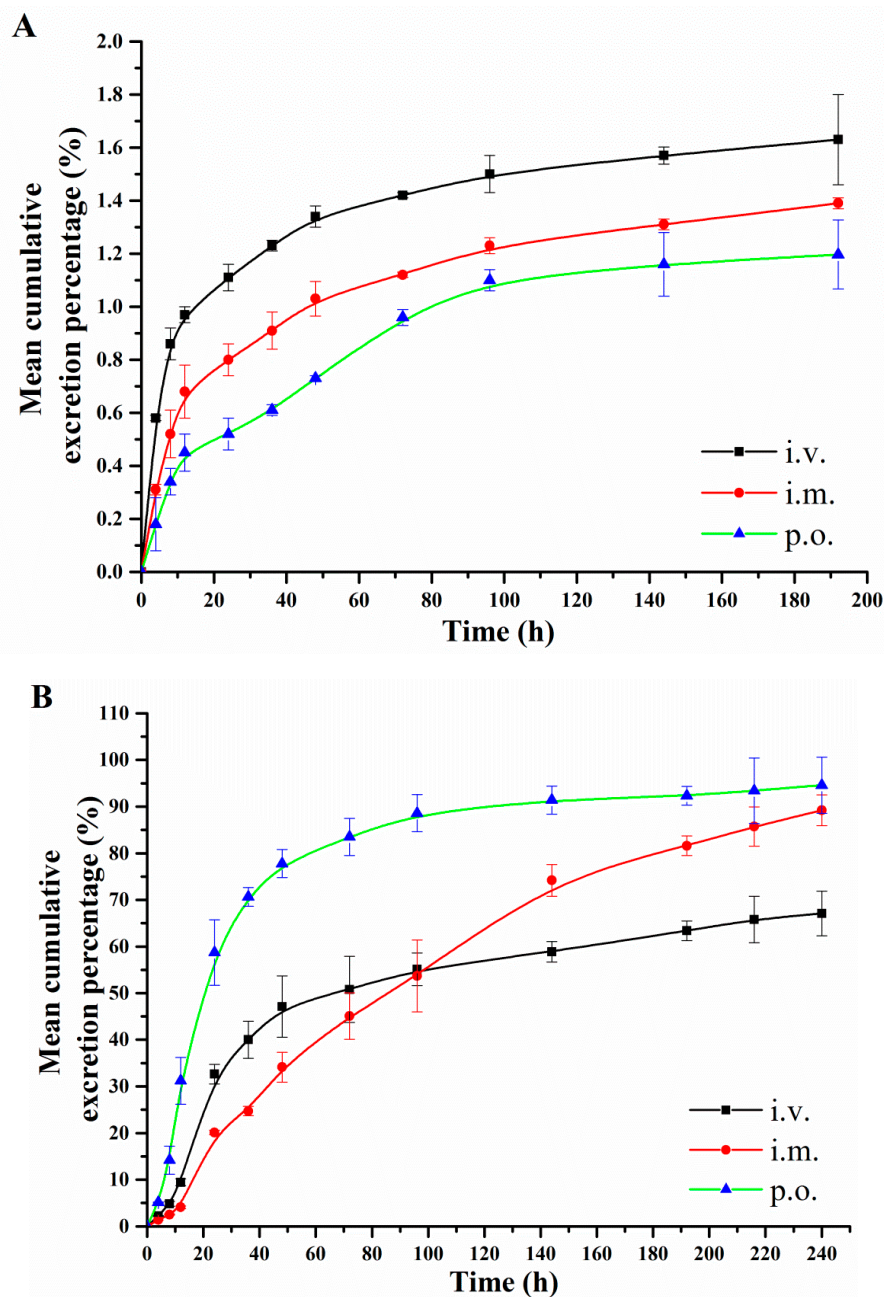 A
Mean cumulative
excretion percentage (%)
2.0
1.8
1.6
1.4
1.2
1.0
0.8
0.6
0.4
0.2
0.0
i.v.
i.m.
p.o.
0 20 40 60 80 100 120 140 160 180 200
Time (h)
B
Mean cumulative
excretion percentage (%)
110
100
90
80
70
60
50
40
30
20
10
0
i.v.
i.m.
p.o.
0 20 40 60 80 100 120 140 160 180 200 220 240
Time (h)